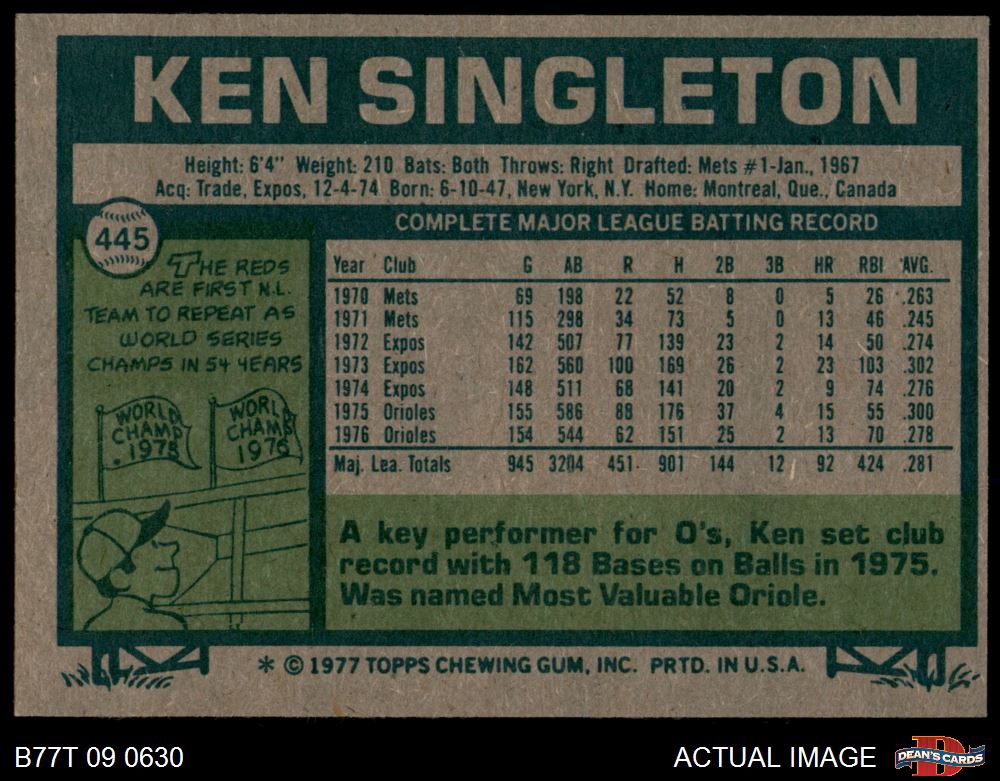 KEN SINGLETON
Height: 6'4" Weight: 210 Bats: Both Throws: Right Drafted: Mets #1-Jan., 1967
Acq: Trade, Expos, 12-4-74 Born: 6-10-47, New York, N.Y. Home: Montreal, Que., Canada
445
THE REDS
ARE FIRST N.L.
TEAM TO REPEAT AS
WORLD SERIES
CHAMPS IN 54 YEARS
WORLD
CHAMP
1975
WORLD
CHAMPS
1976
COMPLETE MAJOR LEAGUE BATTING RECORD
Year Club G AB R H 2B 3B HR RBI AVG.
1970 Mets 69 198 22 52 8 0 5 26 .263
1971 Mets 115 298 34 73 5 0 13 46 .245
1972 Expos 142 507 77 139 23 2 14 50 .274
1973 Expos 162 560 100 169 26 2 23 103 .302
1974 Expos 148 511 68 141 20 2 9 74 .276
1975 Orioles 155 586 88 176 37 4 15 55 .300
1976 Orioles 154 544 62 151 25 2 13 70 .278
Maj. Lea. Totals 945 3204 451 901 144 12 92 424 .281
A key performer for O's, Ken set club
record with 118 Bases on Balls in 1975.
Was named Most Valuable Oriole.
* © 1977 TOPPS CHEWING GUM, INC. PRTD. IN U.S.A.
B77T 09 0630
ACTUAL IMAGE
D
DEAN'S CARDS